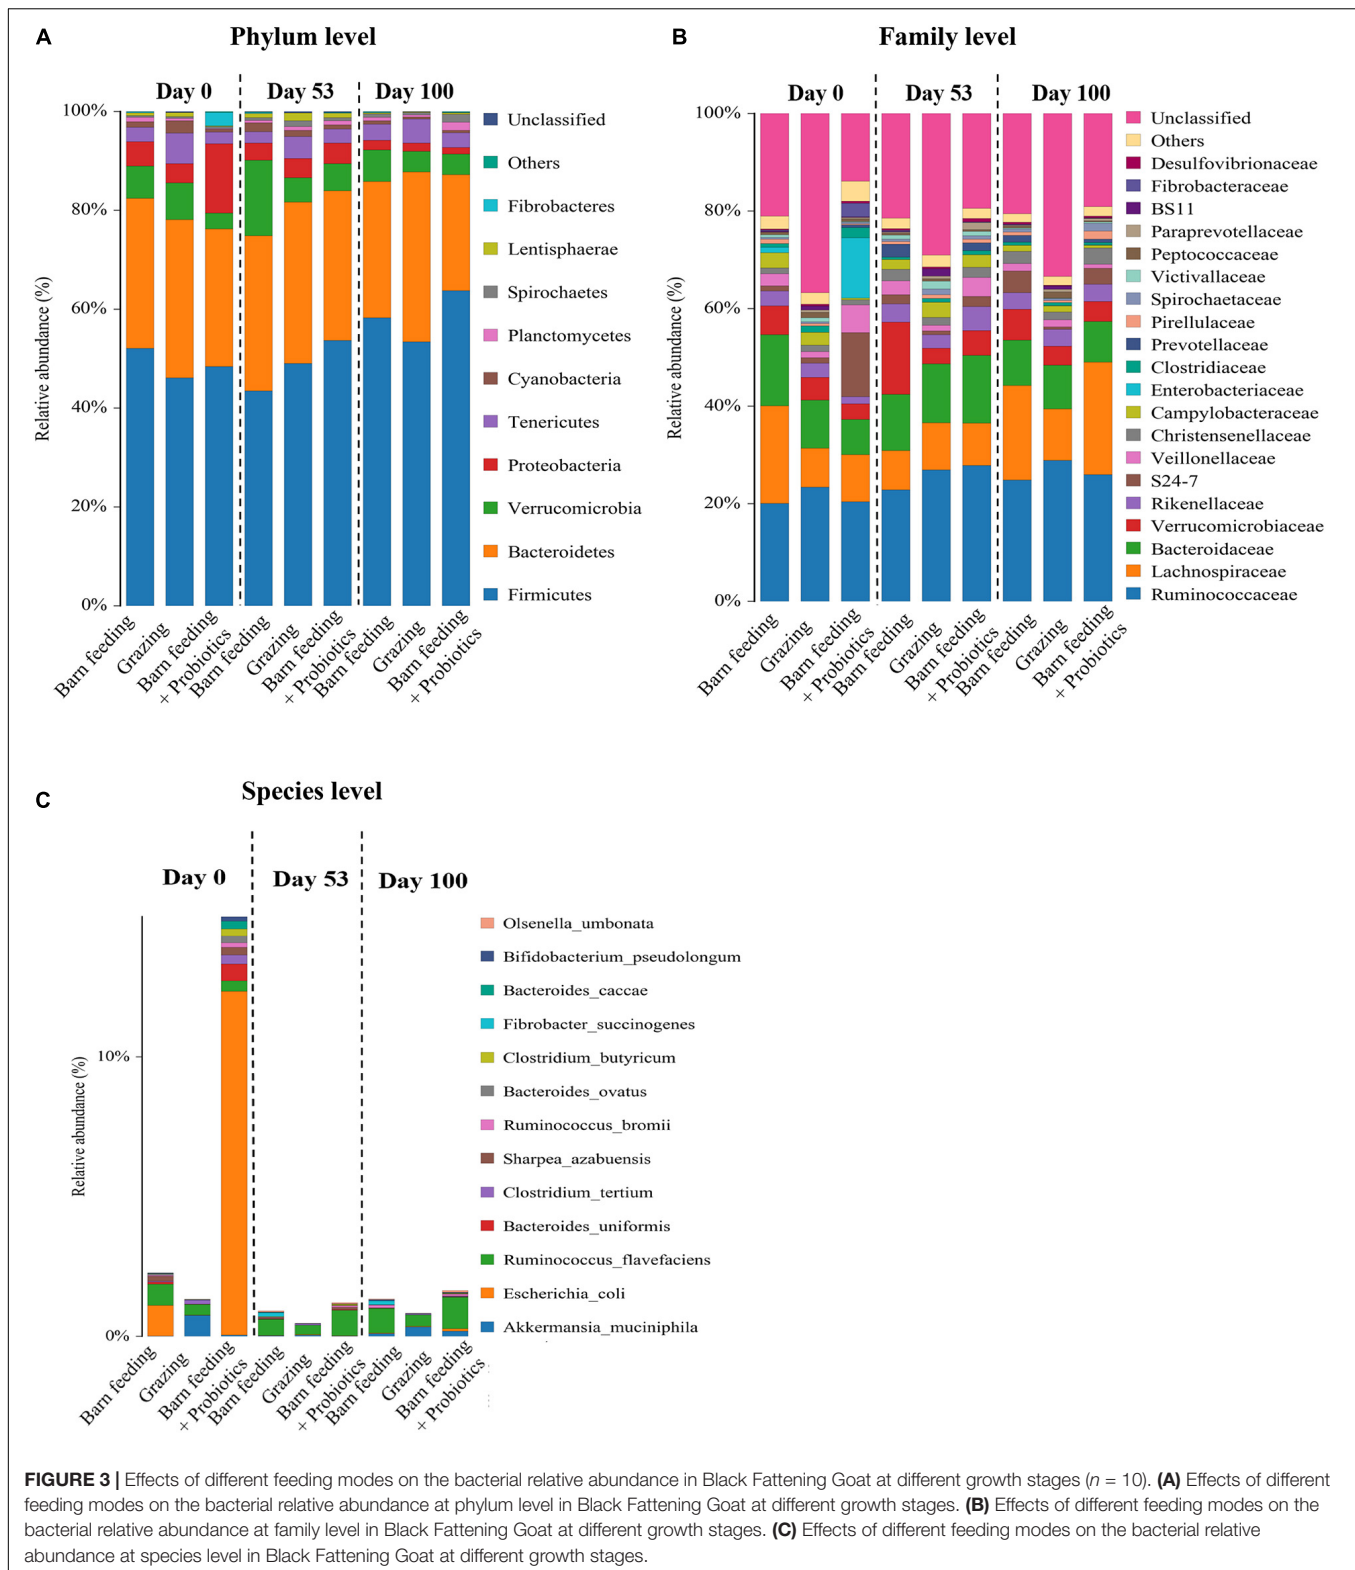 A
Phylum level
Day 0
Day 53
Day 100
100%
80%
60%
40%
20%
0%
Relative abundance (%)
Barn feeding
Grazing
Barn feeding
+ Probiotics
Barn feeding
Grazing
Barn feeding
+ Probiotics
Barn feeding
Grazing
Barn feeding
+ Probiotics
Unclassified
Others
Fibrobacteres
Lentisphaerae
Spirochaetes
Planctomycetes
Cyanobacteria
Tenericutes
Proteobacteria
Verrucomicrobia
Bacteroidetes
Firmicutes
B
Family level
Day 0
Day 53
Day 100
100%
80%
60%
40%
20%
0%
Relative abundance (%)
Barn feeding
Grazing
Barn feeding
+ Probiotics
Barn feeding
Grazing
Barn feeding
+ Probiotics
Barn feeding
Grazing
Barn feeding
+ Probiotics
Unclassified
Others
Desulfovibrionaceae
Fibrobacteraceae
BS11
Paraprevotellaceae
Peptococcaceae
Victivallaceae
Spirochaetaceae
Pirellulaceae
Prevotellaceae
Clostridiaceae
Enterobacteriaceae
Campylobacteraceae
Christensenellaceae
Veillonellaceae
S24-7
Rikenellaceae
Verrucomicrobiaceae
Bacteroidaceae
Lachnospiraceae
Ruminococcaceae
C
Species level
Day 0
Day 53
Day 100
10%
0%
Relative abundance (%)
Barn feeding
Grazing
Barn feeding
+ Probiotics
Barn feeding
Grazing
Barn feeding
+ Probiotics
Barn feeding
Grazing
Barn feeding
+ Probiotics
Olsenella_umbonata
Bifidobacterium_pseudolongum
Bacteroides_caccae
Fibrobacter_succinogenes
Clostridium_butyricum
Bacteroides_ovatus
Ruminococcus_bromii
Sharpea_azabuensis
Clostridium_tertium
Bacteroides_uniformis
Ruminococcus_flavefaciens
Escherichia_coli
Akkermansia_muciniphila
FIGURE 3 | Effects of different feeding modes on the bacterial relative abundance in Black Fattening Goat at different growth stages (n = 10). (A) Effects of different
feeding modes on the bacterial relative abundance at phylum level in Black Fattening Goat at different growth stages. (B) Effects of different feeding modes on the
bacterial relative abundance at family level in Black Fattening Goat at different growth stages. (C) Effects of different feeding modes on the bacterial relative
abundance at species level in Black Fattening Goat at different growth stages.